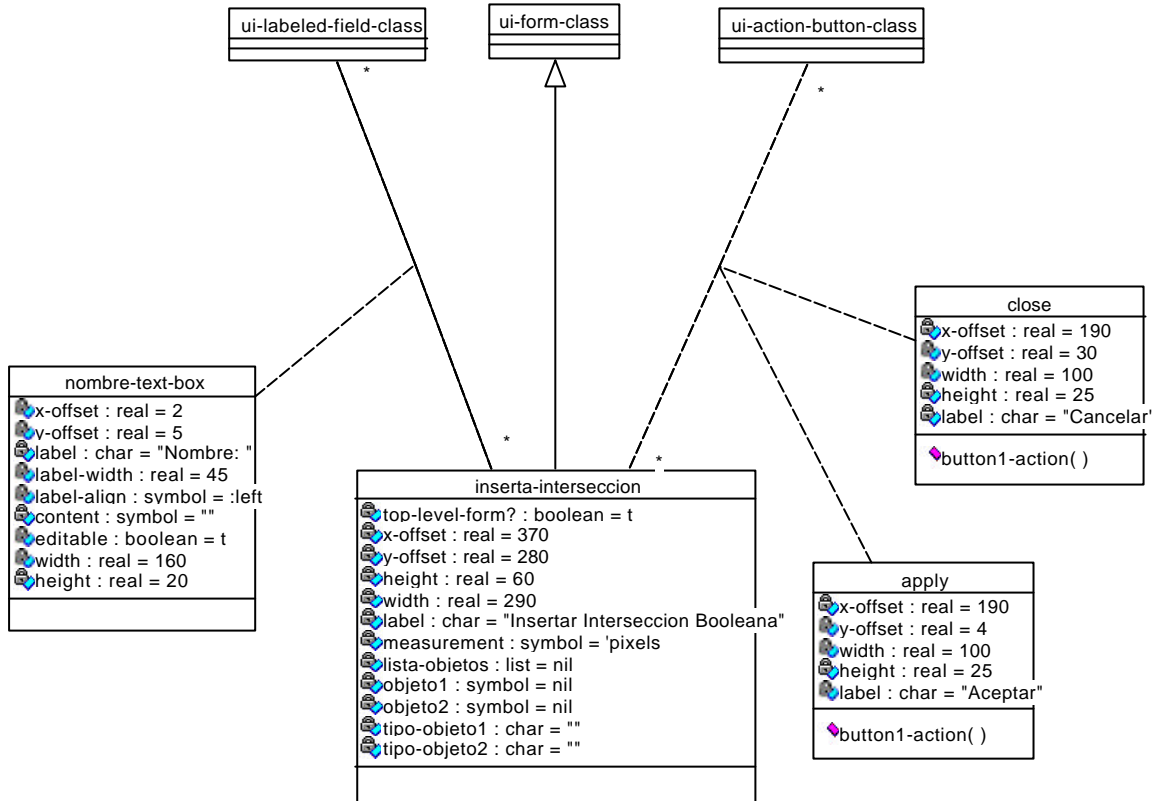 ui-labeled-field-class
ui-form-class
ui-action-button-class
*
*
close
x-offset : real = 190
y-offset : real = 30
width : real = 100
height : real = 25
label : char = "Cancelar"
button1-action( )
nombre-text-box
x-offset : real = 2
y-offset : real = 5
label : char = "Nombre: "
label-width : real = 45
label-align : symbol = :left
content : symbol = ""
editable : boolean = t
width : real = 160
height : real = 20
*
*
inserta-interseccion
top-level-form? : boolean = t
x-offset : real = 370
y-offset : real = 280
height : real = 60
width : real = 290
label : char = "Insertar Interseccion Booleana"
measurement : symbol = 'pixels
lista-objetos : list = nil
objeto1 : symbol = nil
objeto2 : symbol = nil
tipo-objeto1 : char = ""
tipo-objeto2 : char = ""
apply
x-offset : real = 190
y-offset : real = 4
width : real = 100
height : real = 25
label : char = "Aceptar"
button1-action( )